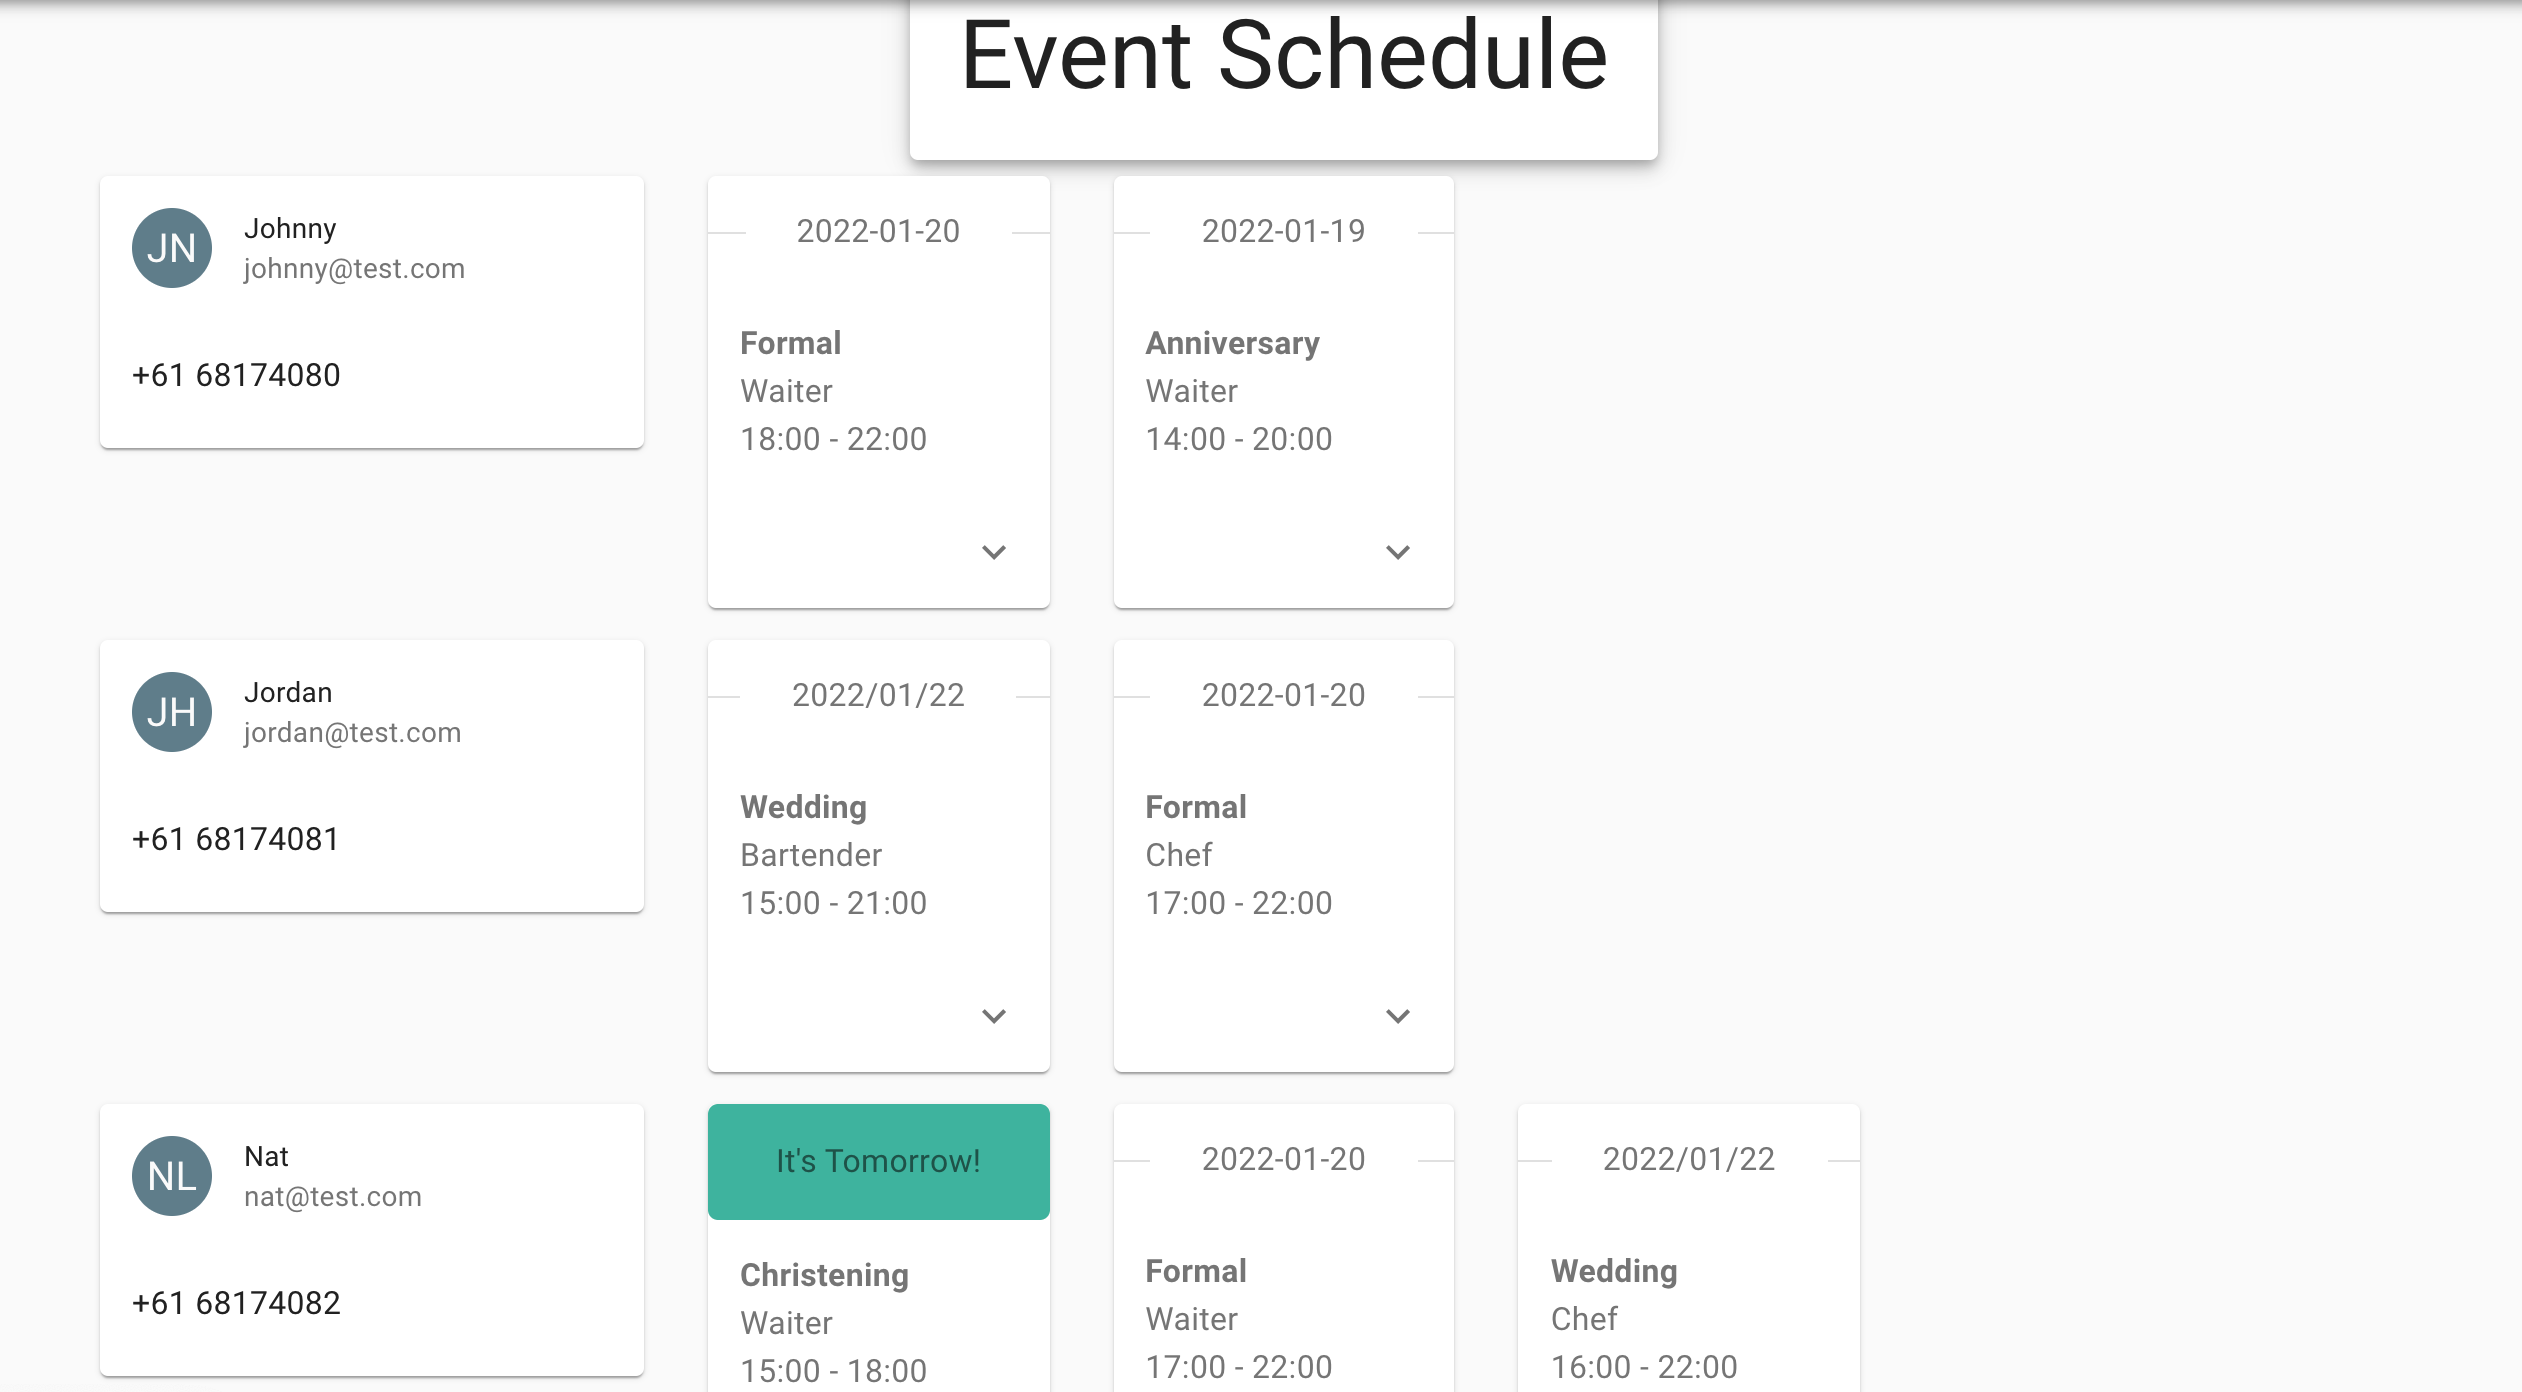 Event Schedule
JN
Johnny
johnny@test.com
+61 68174080
2022-01-20
Formal
Waiter
18:00 - 22:00
2022-01-19
Anniversary
Waiter
14:00 - 20:00
JH
Jordan
jordan@test.com
+61 68174081
2022/01/22
Wedding
Bartender
15:00 - 21:00
2022-01-20
Formal
Chef
17:00 - 22:00
NL
Nat
nat@test.com
+61 68174082
It's Tomorrow!
Christening
Waiter
15:00 - 18:00
2022-01-20
Formal
Waiter
17:00 - 22:00
2022/01/22
Wedding
Chef
16:00 - 22:00